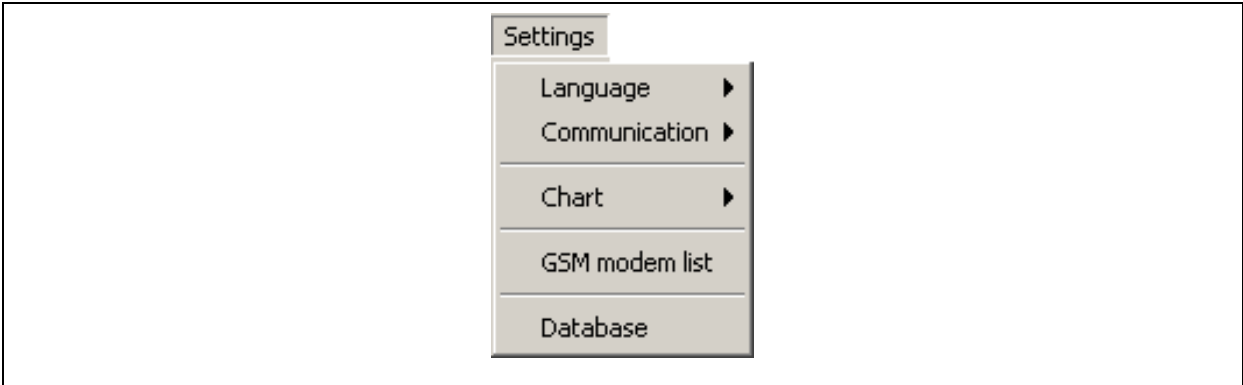 Settings
Language
Communication
Chart
GSM modem list
Database